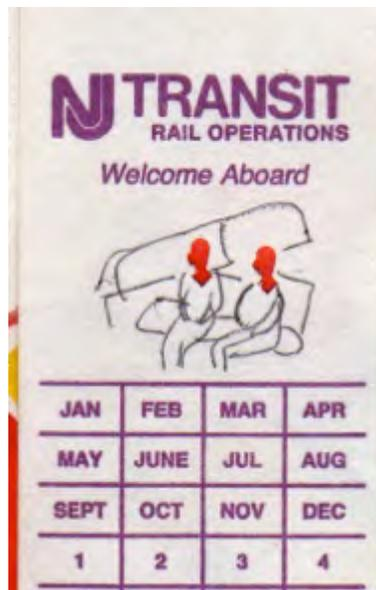 NJ TRANSIT
RAIL OPERATIONS
Welcome Aboard
JAN FEB MAR APR
MAY JUNE JUL AUG
SEPT OCT NOV DEC
1 2 3 4